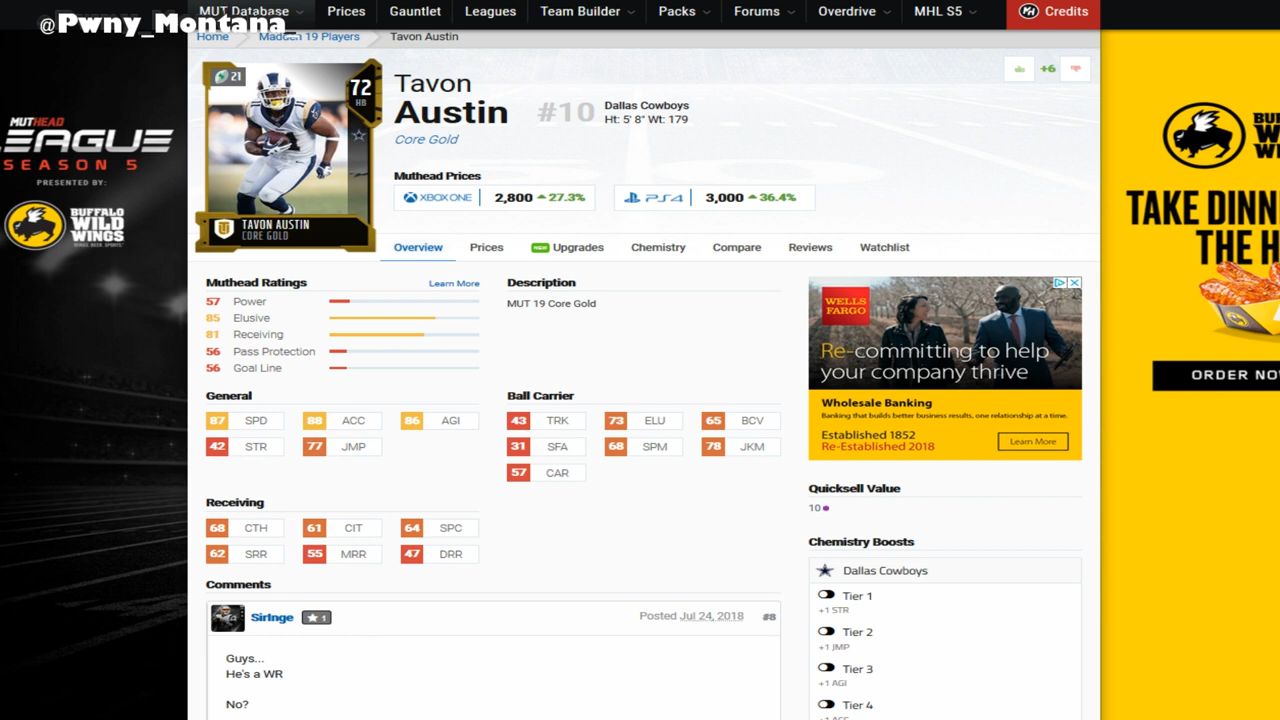 MUT Database Prices Gauntlet Leagues Team Builder Packs Forums Overdrive MHL S5 Credits
@Pwny_Montana_
Home Madden 19 Players Tavon Austin
21
72
HB
TAVON AUSTIN
CORE GOLD
Tavon
Austin
#10
Dallas Cowboys
Ht: 5' 8" Wt: 179
Core Gold
+6
Muthead Prices
XBOX ONE 2,800 27.3%
PS4 3,000 36.4%
Overview Prices NEW Upgrades Chemistry Compare Reviews Watchlist
MUTHEAD
LEAGUE
SEASON 5
PRESENTED BY:
BUFFALO
WILD
WINGS
Muthead Ratings Learn More
57 Power
85 Elusive
81 Receiving
56 Pass Protection
56 Goal Line
Description
MUT 19 Core Gold
General
87 SPD 88 ACC 86 AGI
42 STR 77 JMP
Ball Carrier
43 TRK 73 ELU 65 BCV
31 SFA 68 SPM 78 JKM
57 CAR
Receiving
68 CTH 61 CIT 64 SPC
62 SRR 55 MRR 47 DRR
Comments
SirInge 1 Posted Jul 24, 2018 #8
Guys...
He's a WR
No?
WELLS
FARGO
Re-committing to help
your company thrive
Wholesale Banking
Banking that builds better business results, one relationship at a time.
Established 1852
Re-Established 2018
Learn More
Quicksell Value
10
Chemistry Boosts
Dallas Cowboys
Tier 1
+1 STR
Tier 2
+1 JMP
Tier 3
+1 AGI
Tier 4
+1 ACC
BUF
WI
TAKE DINN
THE H
ORDER NO